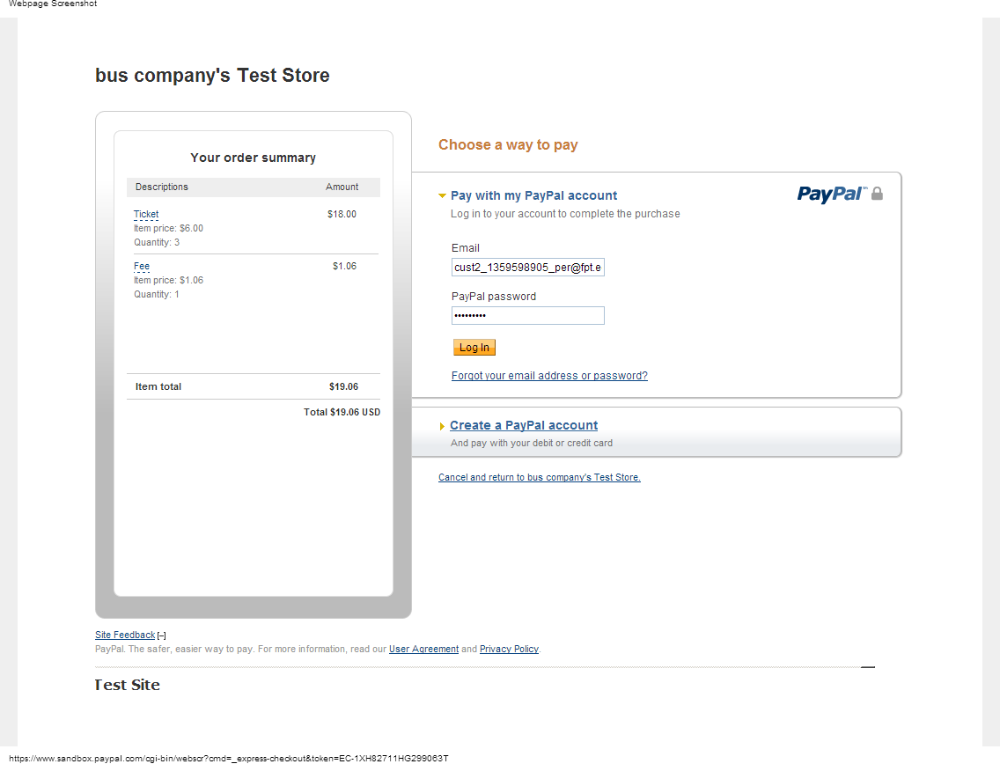 Webpage Screenshot
bus company's Test Store
Your order summary
Descriptions Amount
Ticket $18.00
Item price: $6.00
Quantity: 3
Fee $1.06
Item price: $1.06
Quantity: 1
Item total $19.06
Total $19.06 USD
Choose a way to pay
Pay with my PayPal account
PayPal™
Log in to your account to complete the purchase
Email
cust2_1359598905_per@fpt.e
PayPal password
•••••••••
Log In
Forgot your email address or password?
Create a PayPal account
And pay with your debit or credit card
Cancel and return to bus company's Test Store.
Site Feedback [–]
PayPal. The safer, easier way to pay. For more information, read our User Agreement and Privacy Policy.
Test Site
https://www.sandbox.paypal.com/cgi-bin/webscr?cmd=_express-checkout&token=EC-1XH82711HG299063T